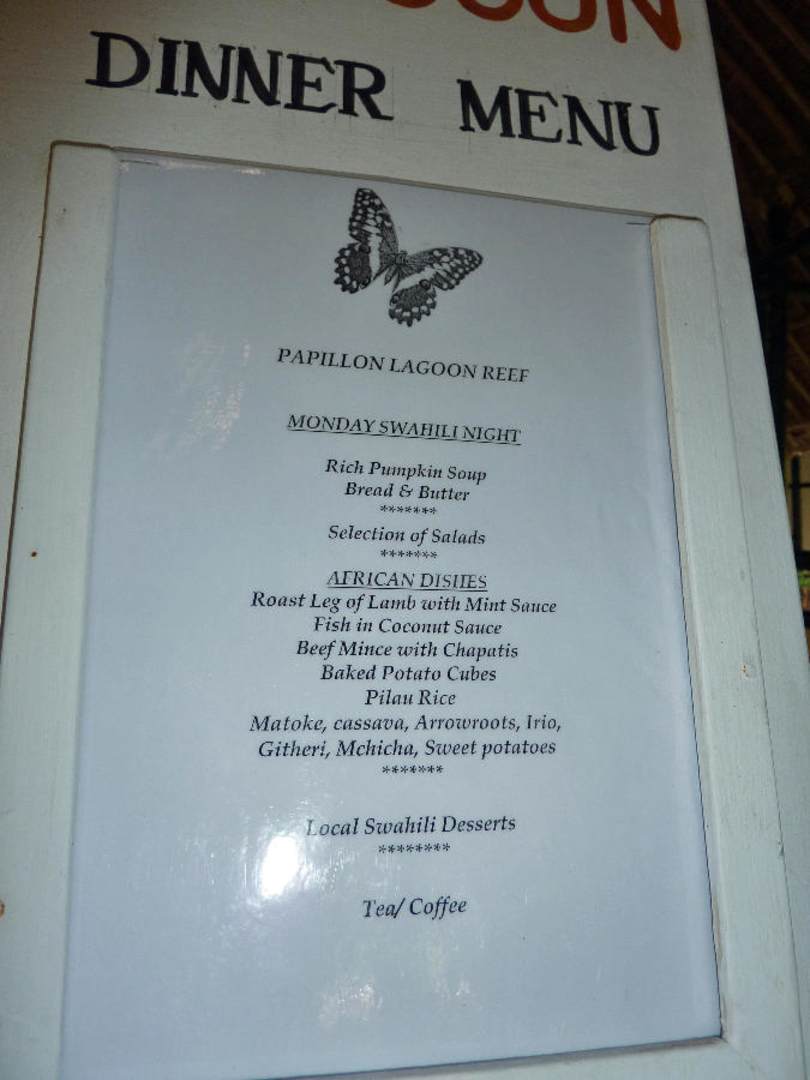 DINNER MENU
PAPILLON LAGOON REEF
MONDAY SWAHILI NIGHT
Rich Pumpkin Soup
Bread & Butter
*******
Selection of Salads
*******
AFRICAN DISHES
Roast Leg of Lamb with Mint Sauce
Fish in Coconut Sauce
Beef Mince with Chapatis
Baked Potato Cubes
Pilau Rice
Matoke, cassava, Arrowroots, Irio,
Githeri, Mchicha, Sweet potatoes
*******
Local Swahili Desserts
********
Tea/ Coffee